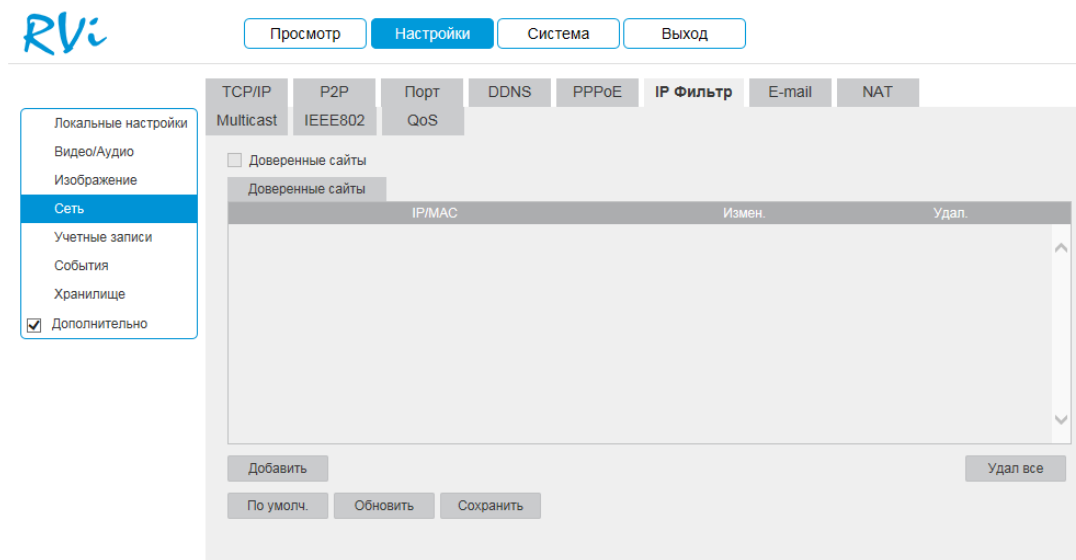 RVi
Просмотр Настройки Система Выход
TCP/IP P2P Порт DDNS PPPoE IP Фильтр E-mail NAT
Multicast IEEE802 QoS
Локальные настройки
Видео/Аудио
Изображение
Сеть
Учетные записи
События
Хранилище
Дополнительно
Доверенные сайты
Доверенные сайты
IP/MAC Измен. Удал.
Добавить Удал все
По умолч. Обновить Сохранить